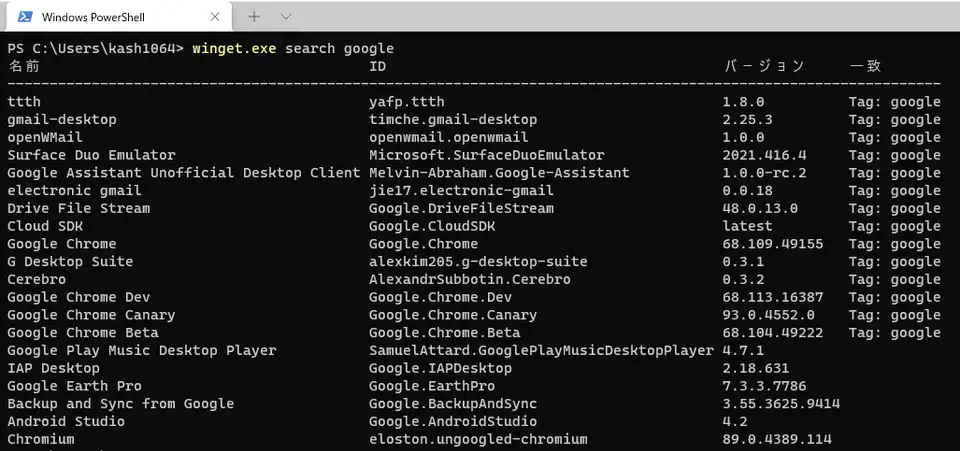 Windows PowerShell
PS C:\Users\kash1064> winget.exe search google
名前 ID バージョン 一致
ttth yafp.ttth 1.8.0 Tag: google
gmail-desktop timche.gmail-desktop 2.25.3 Tag: google
openWMail openwmail.openwmail 1.0.0 Tag: google
Surface Duo Emulator Microsoft.SurfaceDuoEmulator 2021.416.4 Tag: google
Google Assistant Unofficial Desktop Client Melvin-Abraham.Google-Assistant 1.0.0-rc.2 Tag: google
electronic gmail jie17.electronic-gmail 0.0.18 Tag: google
Drive File Stream Google.DriveFileStream 48.0.13.0 Tag: google
Cloud SDK Google.CloudSDK latest Tag: google
Google Chrome Google.Chrome 68.109.49155 Tag: google
G Desktop Suite alexkim205.g-desktop-suite 0.3.1 Tag: google
Cerebro AlexandrSubbotin.Cerebro 0.3.2 Tag: google
Google Chrome Dev Google.Chrome.Dev 68.113.16387 Tag: google
Google Chrome Canary Google.Chrome.Canary 93.0.4552.0 Tag: google
Google Chrome Beta Google.Chrome.Beta 68.104.49222 Tag: google
Google Play Music Desktop Player SamuelAttard.GooglePlayMusicDesktopPlayer 4.7.1
IAP Desktop Google.IAPDesktop 2.18.631
Google Earth Pro Google.EarthPro 7.3.3.7786
Backup and Sync from Google Google.BackupAndSync 3.55.3625.9414
Android Studio Google.AndroidStudio 4.2
Chromium eloston.ungoogled-chromium 89.0.4389.114